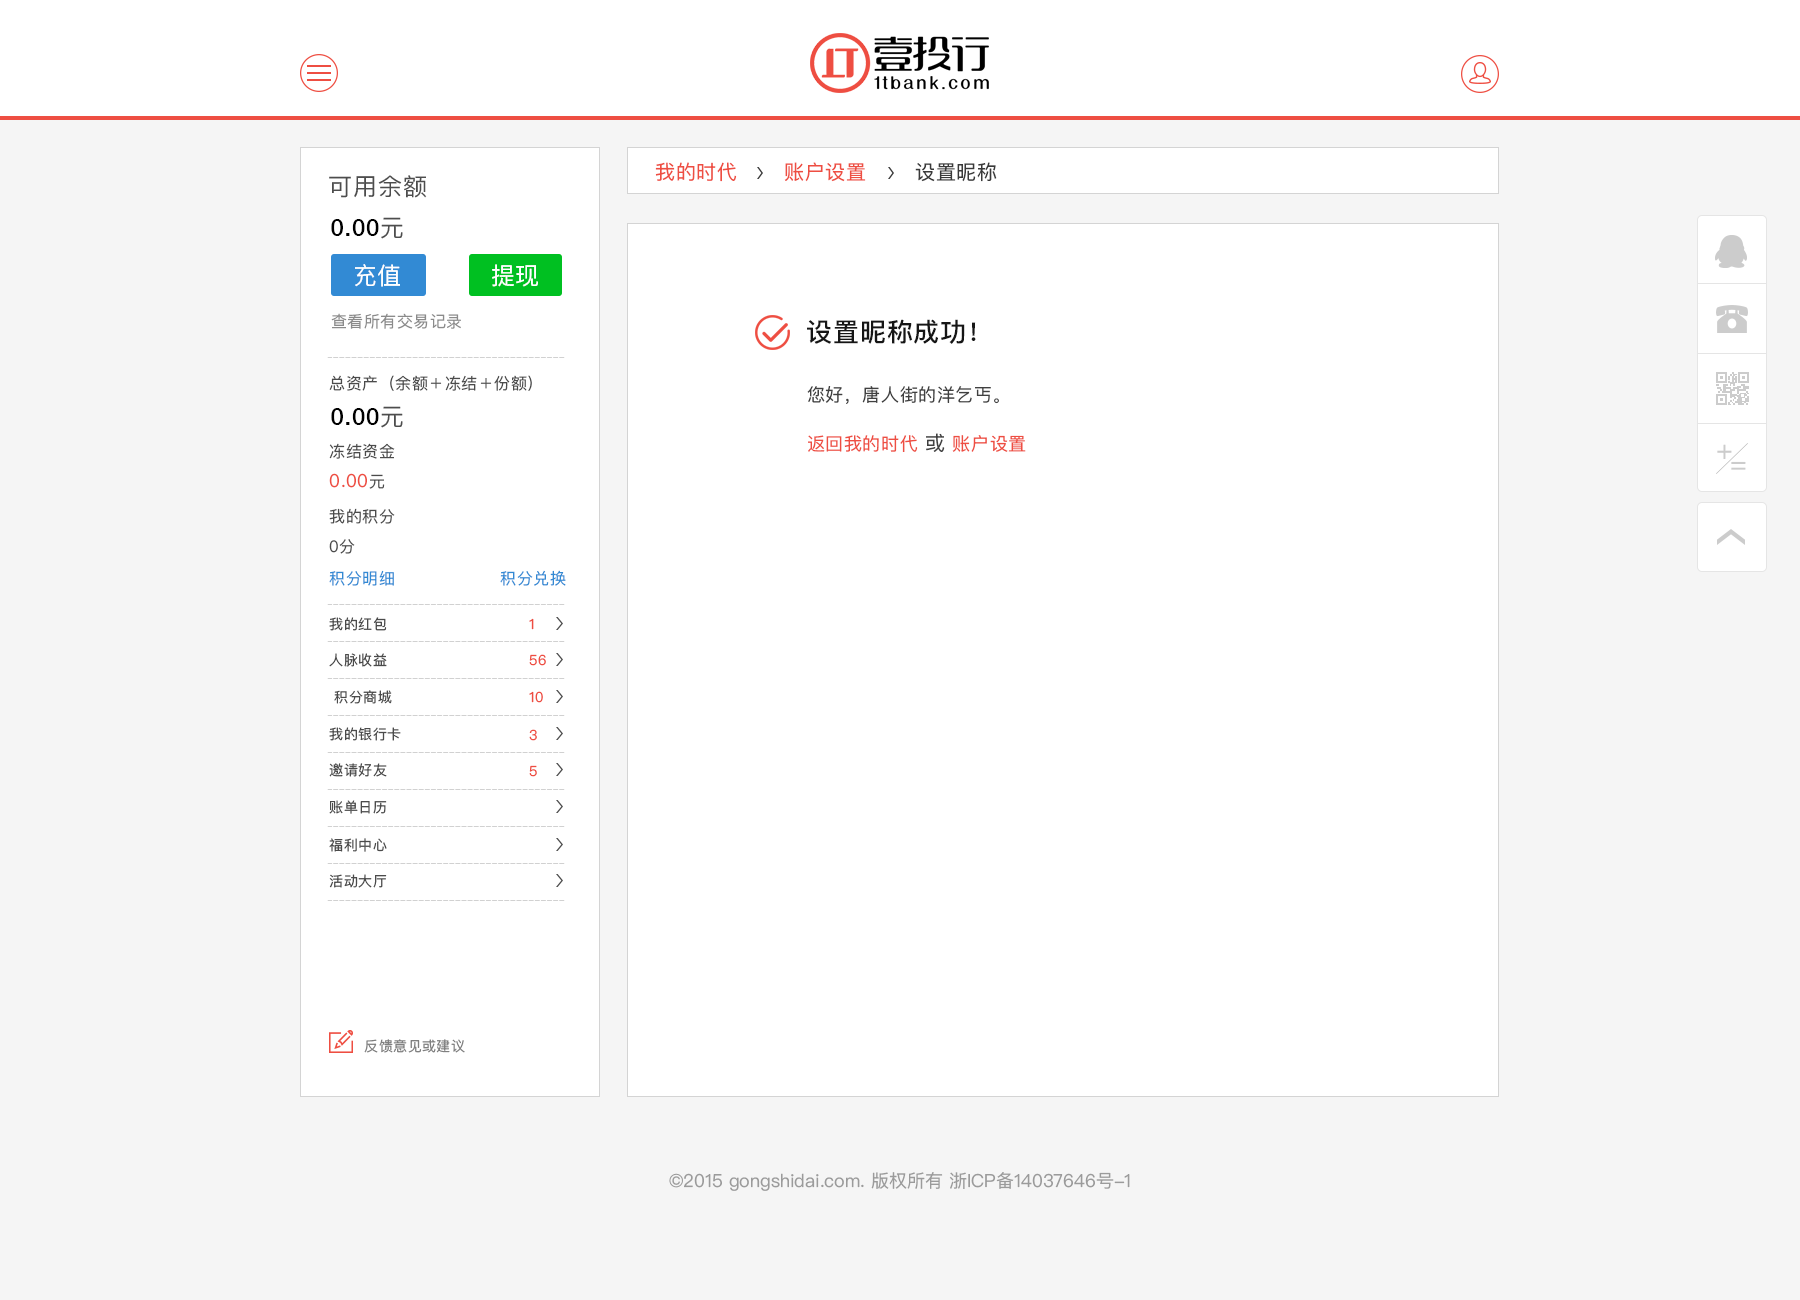 壹投行
1tbank.com
可用余额
0.00元
充值 提现
查看所有交易记录
总资产（余额＋冻结＋份额）
0.00元
冻结资金
0.00元
我的积分
0分
积分明细 积分兑换
我的红包 1
人脉收益 56
积分商城 10
我的银行卡 3
邀请好友 5
账单日历
福利中心
活动大厅
反馈意见或建议
我的时代 › 账户设置 › 设置昵称
设置昵称成功！
您好，唐人街的洋乞丐。
返回我的时代 或 账户设置
©2015 gongshidai.com. 版权所有 浙ICP备14037646号-1